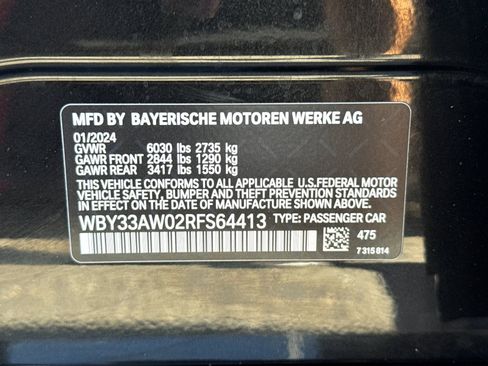 MFD BY BAYERISCHE MOTOREN WERKE AG
01/2024
GVWR 6030 lbs 2735 kg
GAWR FRONT 2844 lbs 1290 kg
GAWR REAR 3417 lbs 1550 kg
THIS VEHICLE CONFORMS TO ALL APPLICABLE U.S.FEDERAL MOTOR
VEHICLE SAFETY, BUMPER AND THEFT PREVENTION STANDARDS
IN EFFECT ON THE DATE OF MANUFACTURE SHOWN ABOVE.
WBY33AW02RFS64413 TYPE: PASSENGER CAR
475
7 315 814